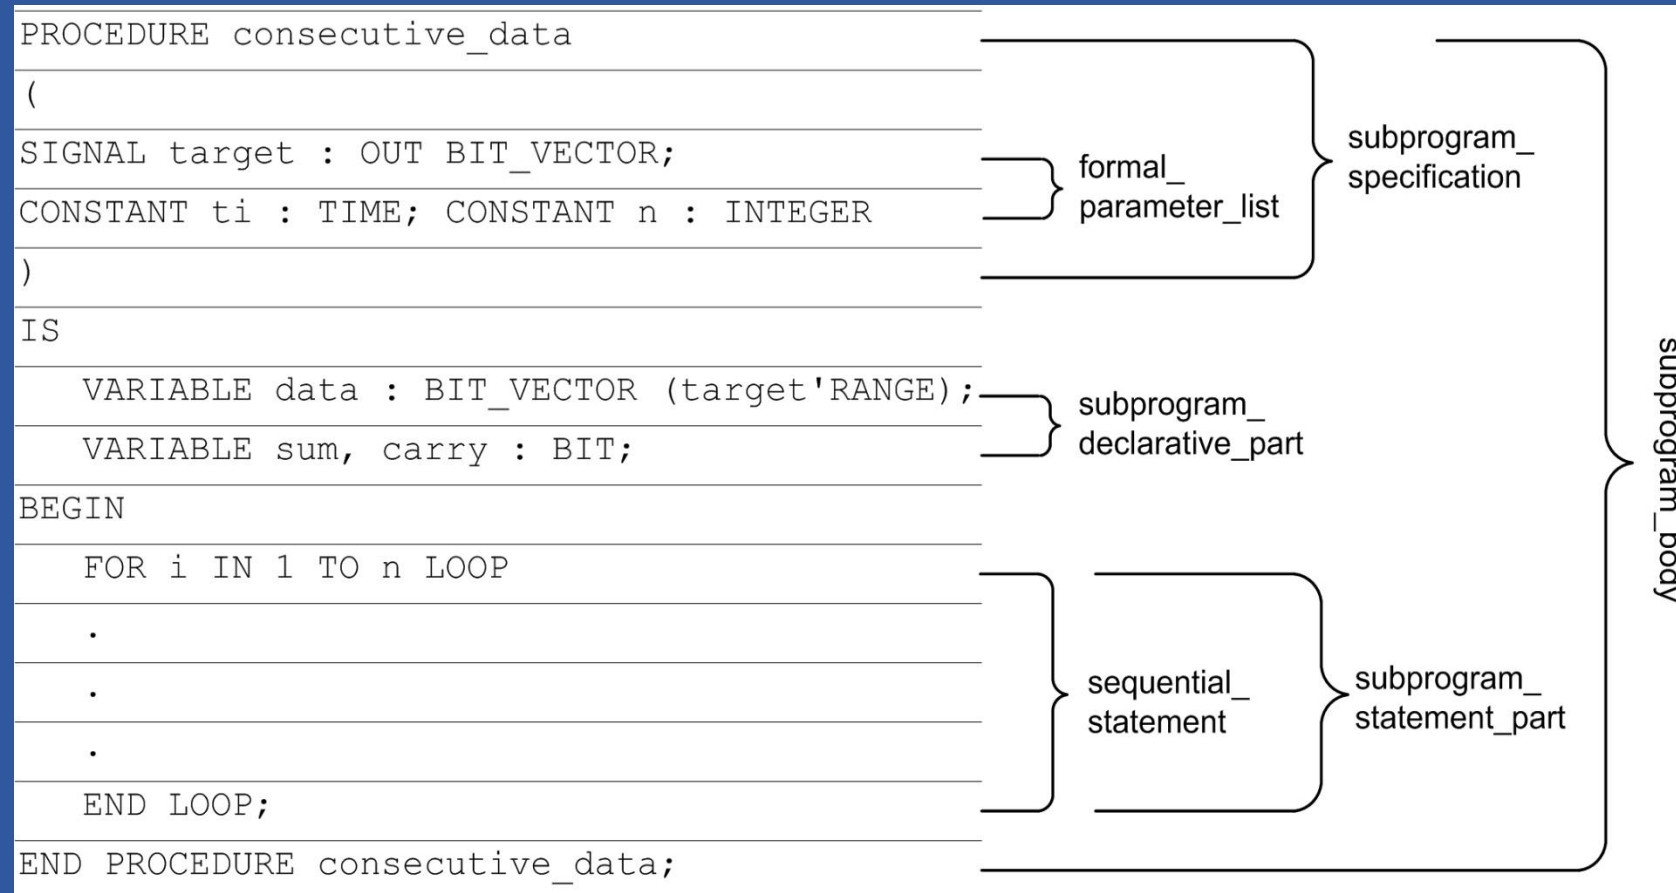 PROCEDURE consecutive_data
(
SIGNAL target : OUT BIT_VECTOR;
CONSTANT ti : TIME; CONSTANT n : INTEGER
)
IS
VARIABLE data : BIT_VECTOR (target'RANGE);
VARIABLE sum, carry : BIT;
BEGIN
FOR i IN 1 TO n LOOP
.
.
.
END LOOP;
END PROCEDURE consecutive_data;
formal_
parameter_list
subprogram_
specification
subprogram_
declarative_part
sequential_
statement
subprogram_
statement_part
subprogram_body